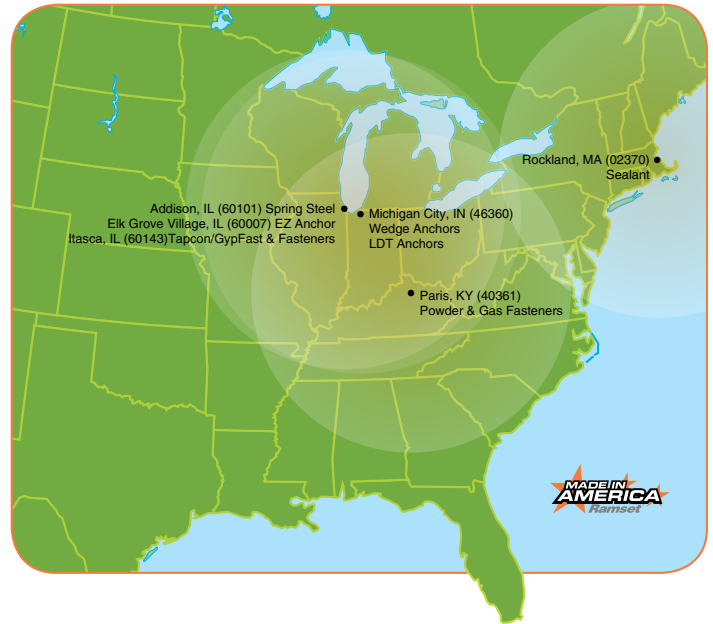 Rockland, MA (02370)
Sealant
Addison, IL (60101) Spring Steel
Elk Grove Village, IL (60007) EZ Anchor
Itasca, IL (60143)Tapcon/GypFast & Fasteners
Michigan City, IN (46360)
Wedge Anchors
LDT Anchors
Paris, KY (40361)
Powder & Gas Fasteners
MADE IN
AMERICA
Ramset